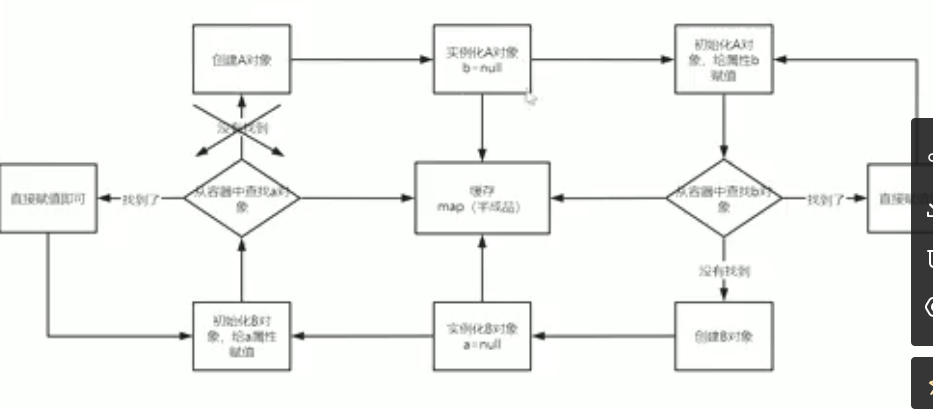 创建A对象
实例化A对象
b=null
初始化A对
象，给属性b
赋值
没有找到
直接赋值即可
找到了
从容器中查找a对
象
缓存
map（半成品）
从容器中查找b对
象
找到了
直接赋
没有找到
初始化B对
象，给a属性
赋值
实例化B对象
a=null
创建B对象